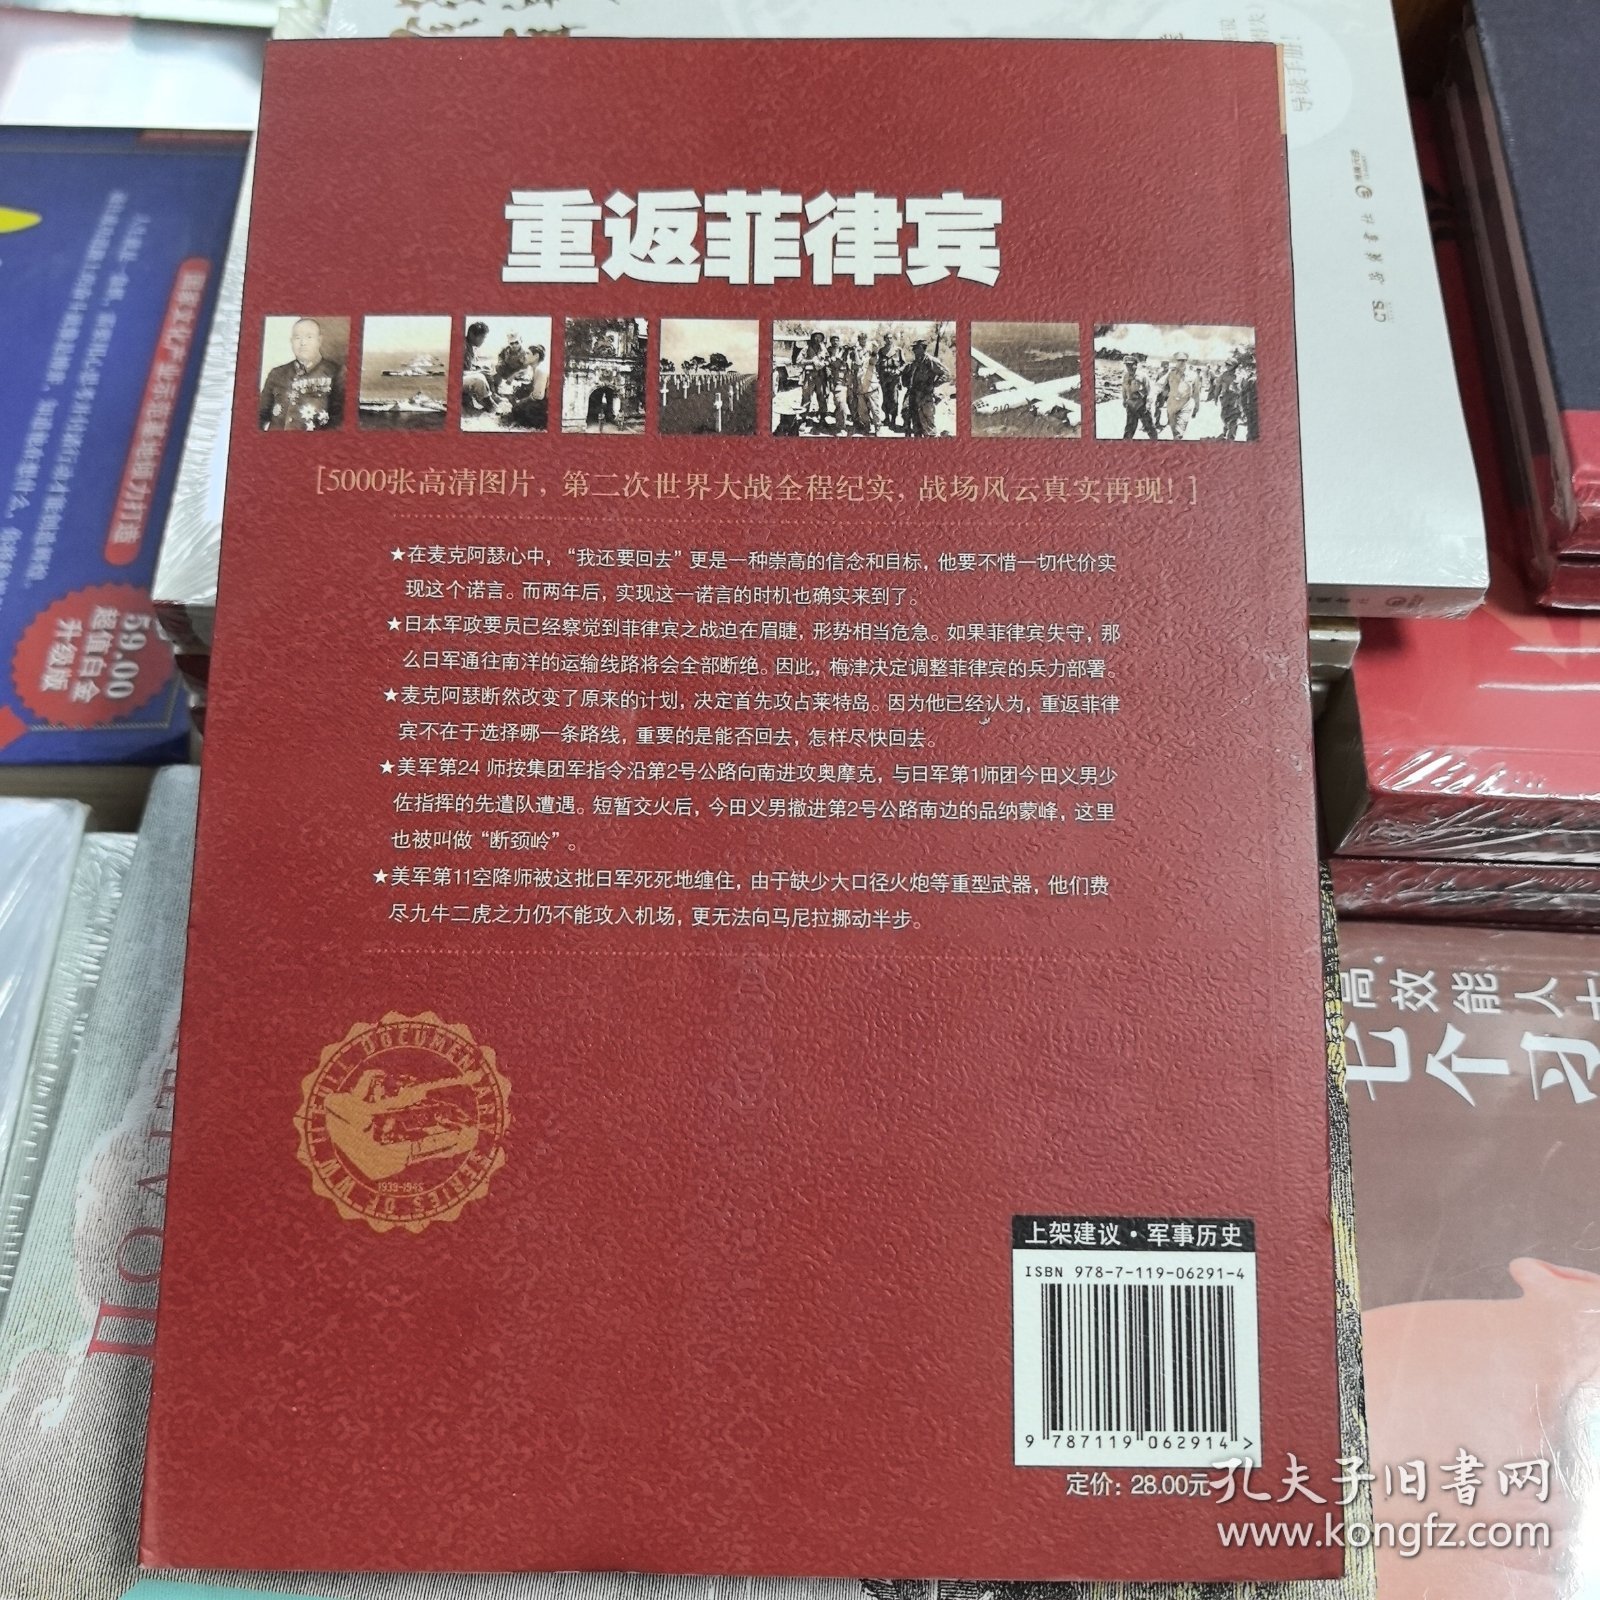 重返菲律宾
[5000张高清图片，第二次世界大战全程纪实，战场风云真实再现！]
★在麦克阿瑟心中，“我还要回去”更是一种崇高的信念和目标，他要不惜一切代价实
现这个诺言。而两年后，实现这一诺言的时机也确实来到了。
★日本军政要员已经察觉到菲律宾之战迫在眉睫，形势相当危急。如果菲律宾失守，那
么日军通往南洋的运输线路将会全部断绝。因此，梅津决定调整菲律宾的兵力部署。
★麦克阿瑟断然改变了原来的计划，决定首先攻占莱特岛。因为他已经认为，重返菲律
宾不在于选择哪一条路线，重要的是能否回去，怎样尽快回去。
★美军第24 师按集团军指令沿第2号公路向南进攻奥摩克，与日军第1师团今田义男少
佐指挥的先遣队遭遇。短暂交火后，今田义男撤进第2号公路南边的品纳蒙峰，这里
也被叫做“断颈岭”。
★美军第11空降师被这批日军死死地缠住，由于缺少大口径火炮等重型武器，他们费
尽九牛二虎之力仍不能攻入机场，更无法向马尼拉挪动半步。
FULL DOCUMENTARY SERIES OF WWII
1939-1945
上架建议·军事历史
ISBN 978-7-119-06291-4
9 787119 062914 >
定价：28.00元
孔夫子旧书网
www.kongfz.com
59.00
超值白金
升级版
高效能人士
七个习
导读手册！
CTS
岳麓书社